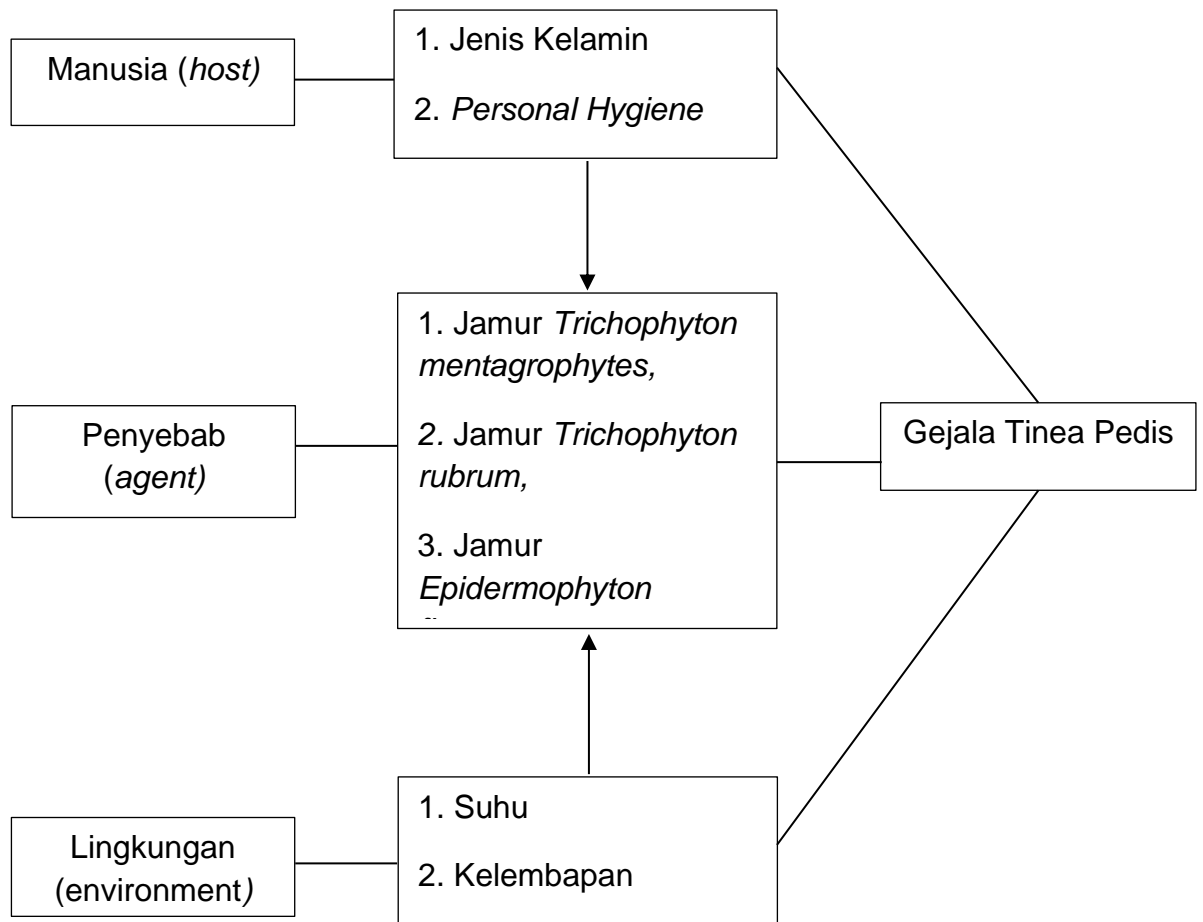 Manusia (host)
1. Jenis Kelamin
2. Personal Hygiene
Penyebab
(agent)
1. Jamur Trichophyton
mentagrophytes,
2. Jamur Trichophyton
rubrum,
3. Jamur
Epidermophyton
Gejala Tinea Pedis
Lingkungan
(environment)
1. Suhu
2. Kelembapan